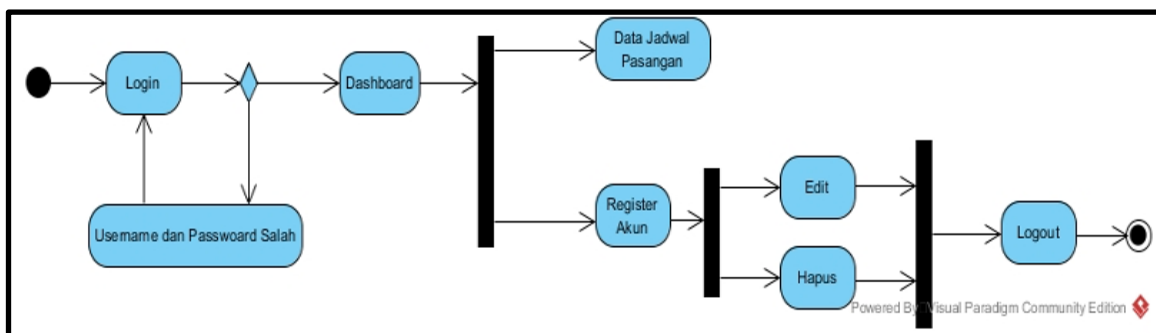 Data Jadwal
Pasangan
Login
Dashboard
Username dan Passwoard Salah
Register
Akun
Edit
Hapus
Logout
Powered By Visual Paradigm Community Edition